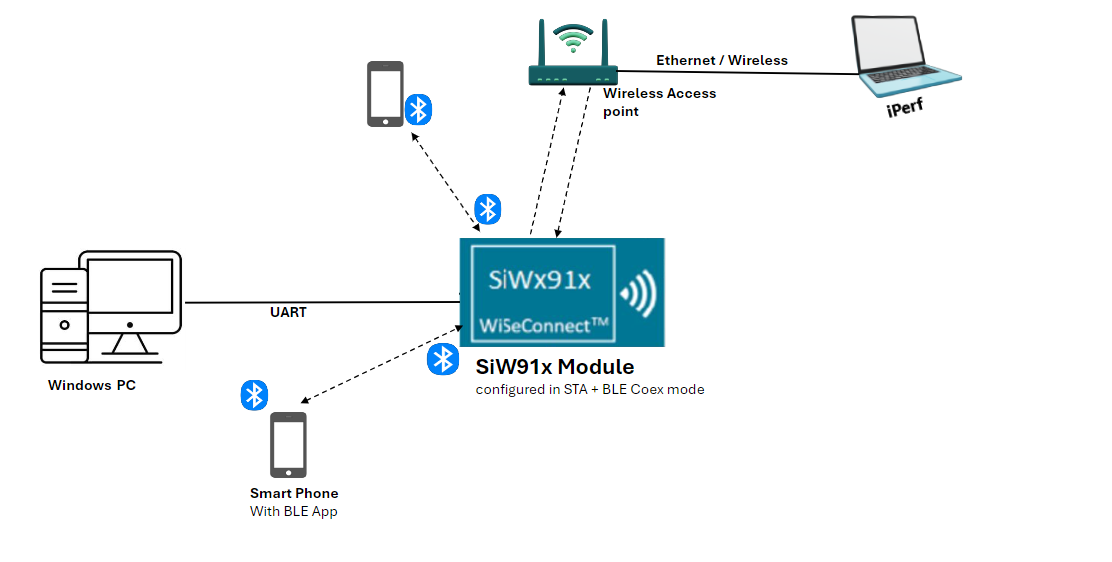 Ethernet / Wireless
Wireless Access
point
iPerf
SiWx91x
WiSeConnect™
UART
SiW91x Module
configured in STA + BLE Coex mode
Windows PC
Smart Phone
With BLE App